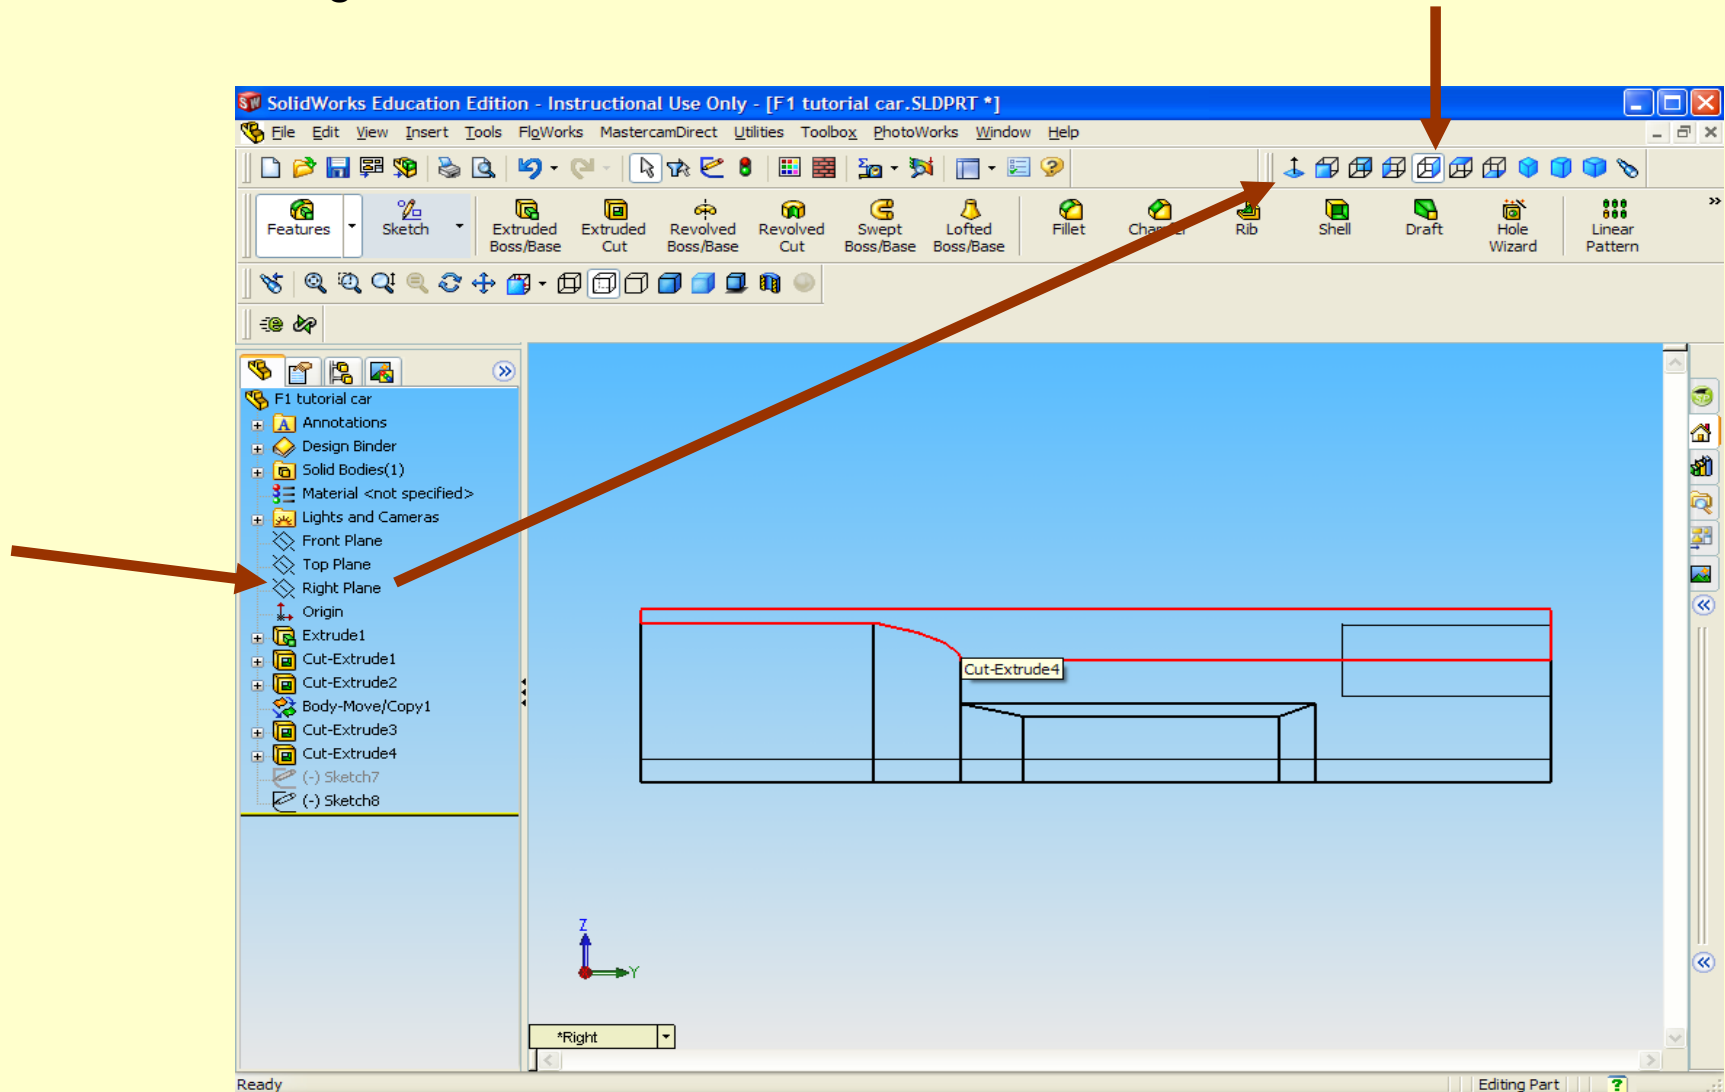 SolidWorks Education Edition - Instructional Use Only - [F1 tutorial car.SLDPRT *]
File Edit View Insert Tools FloWorks MastercamDirect Utilities Toolbox PhotoWorks Window Help
Features Sketch Extruded Boss/Base Extruded Cut Revolved Boss/Base Revolved Cut Swept Boss/Base Lofted Boss/Base Fillet Rib Shell Draft Hole Wizard Linear Pattern
F1 tutorial car
Annotations
Design Binder
Solid Bodies(1)
Material <not specified>
Lights and Cameras
Front Plane
Top Plane
Right Plane
Origin
Extrude1
Cut-Extrude1
Cut-Extrude2
Body-Move/Copy1
Cut-Extrude3
Cut-Extrude4
(-) Sketch7
(-) Sketch8
Cut-Extrude4
Z
Y
*Right
Ready
Editing Part